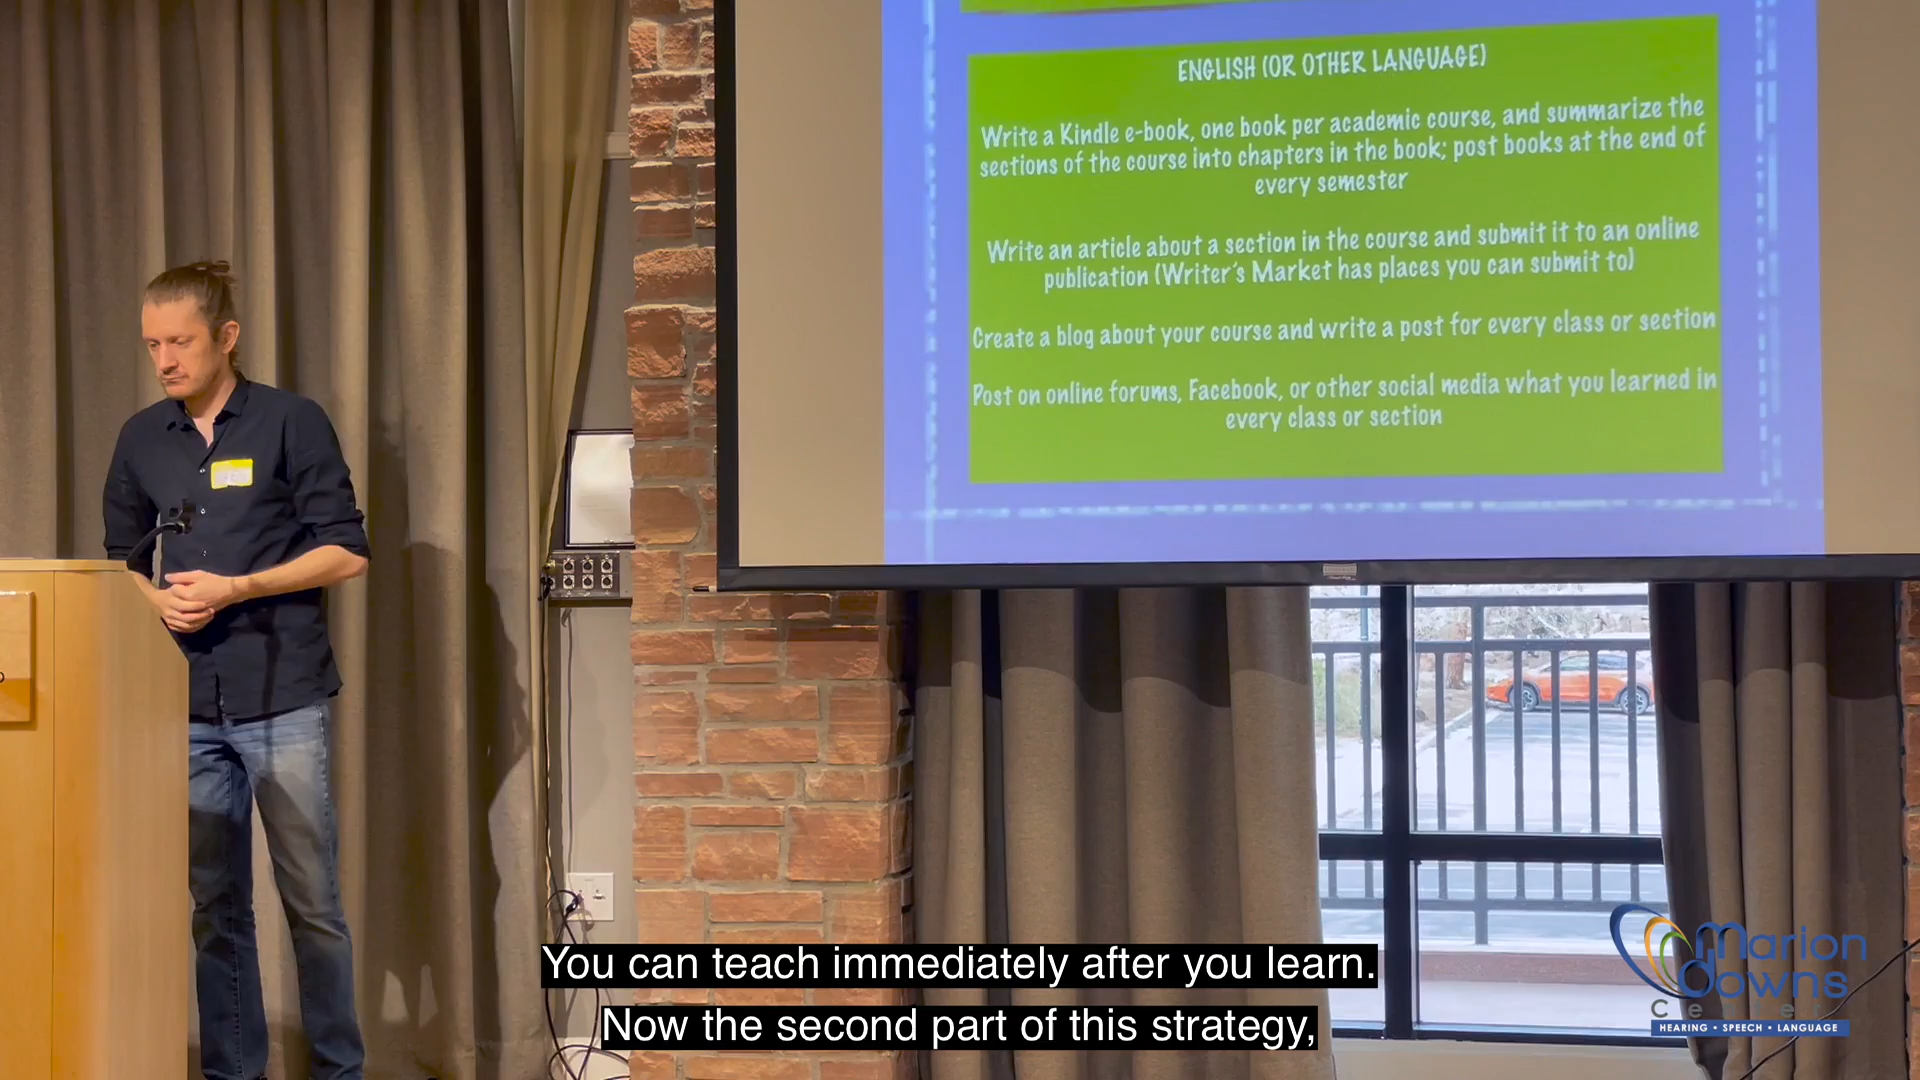 ENGLISH (OR OTHER LANGUAGE)
Write a Kindle e-book, one book per academic course, and summarize the
sections of the course into chapters in the book; post books at the end of
every semester
Write an article about a section in the course and submit it to an online
publication (Writer's Market has places you can submit to)
Create a blog about your course and write a post for every class or section
Post on online forums, Facebook, or other social media what you learned in
every class or section
You can teach immediately after you learn.
Now the second part of this strategy,
marion
downs
Center
HEARING • SPEECH • LANGUAGE